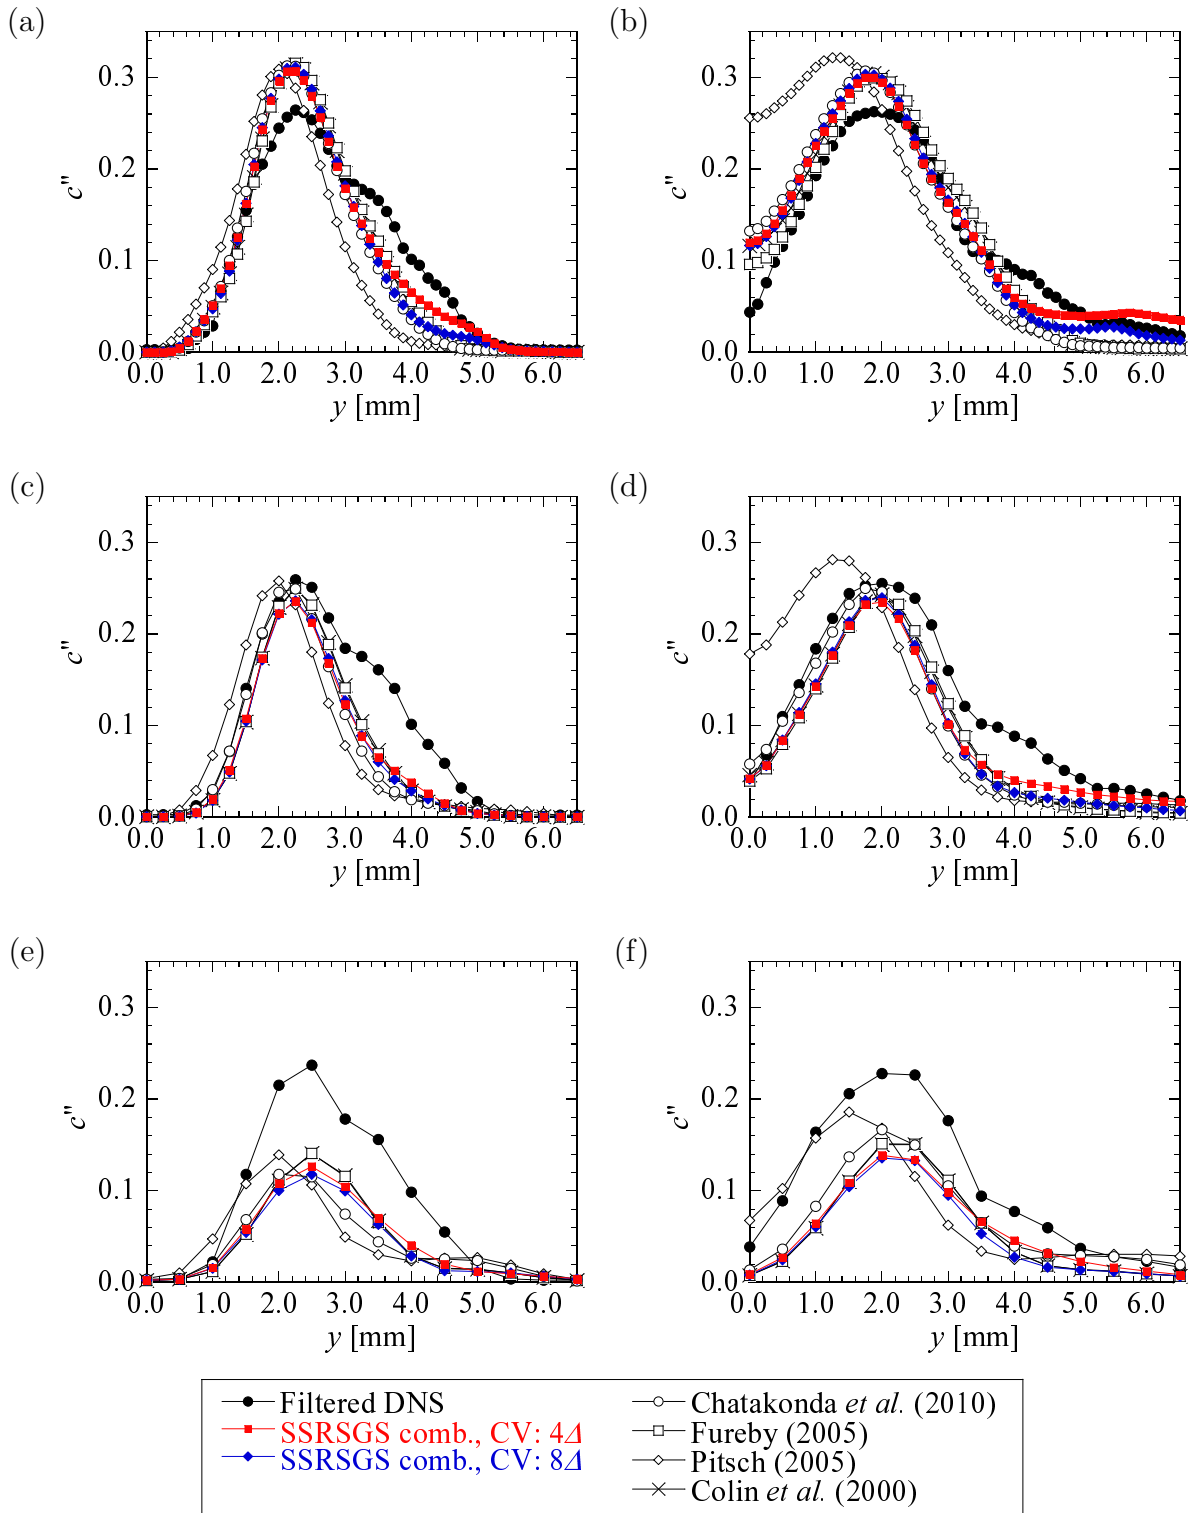 (a)
(b)
0.3
0.2
0.1
0.0
c"
0.0 1.0 2.0 3.0 4.0 5.0 6.0
y [mm]
0.3
0.2
0.1
0.0
c"
0.0 1.0 2.0 3.0 4.0 5.0 6.0
y [mm]
(c)
(d)
0.3
0.2
0.1
0.0
c"
0.0 1.0 2.0 3.0 4.0 5.0 6.0
y [mm]
0.3
0.2
0.1
0.0
c"
0.0 1.0 2.0 3.0 4.0 5.0 6.0
y [mm]
(e)
(f)
0.3
0.2
0.1
0.0
c"
0.0 1.0 2.0 3.0 4.0 5.0 6.0
y [mm]
0.3
0.2
0.1
0.0
c"
0.0 1.0 2.0 3.0 4.0 5.0 6.0
y [mm]
Filtered DNS
SSRSGS comb., CV: 4Δ
SSRSGS comb., CV: 8Δ
Chatakonda et al. (2010)
Fureby (2005)
Pitsch (2005)
Colin et al. (2000)